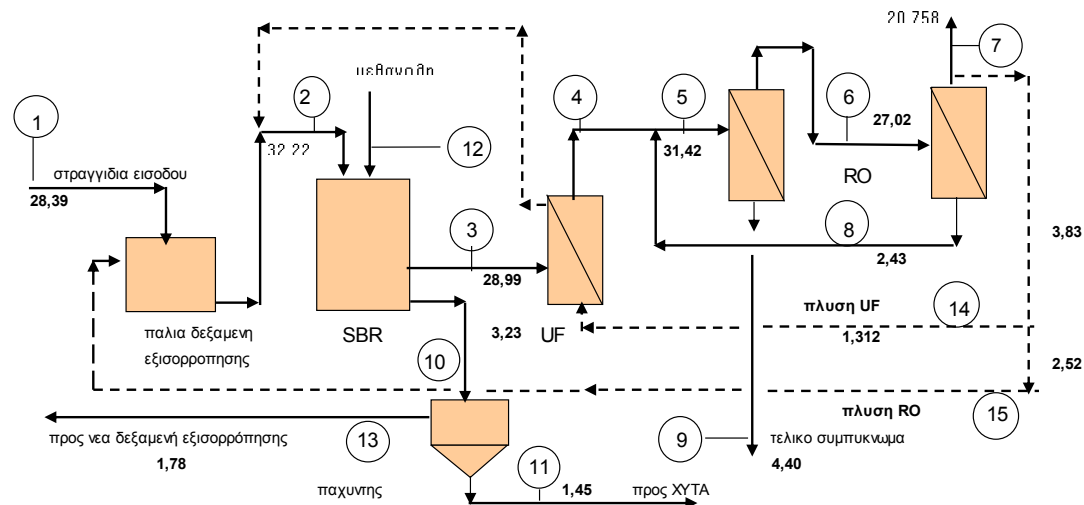 20.758
7
μεθανολη
2
4
5
6
1
32.22
12
27,02
31,42
στραγγιδια εισοδου
RO
28,39
3
8
3,83
28,99
2,43
πλυση UF
14
παλια δεξαμενη
SBR
3,23
UF
1,312
εξισορροπησης
10
2,52
πλυση RO
15
προς νεα δεξαμενή εξισορρόπησης
13
9
τελικο συμπυκνωμα
1,78
11
4,40
παχυντης
1,45
προς ΧΥΤΑ